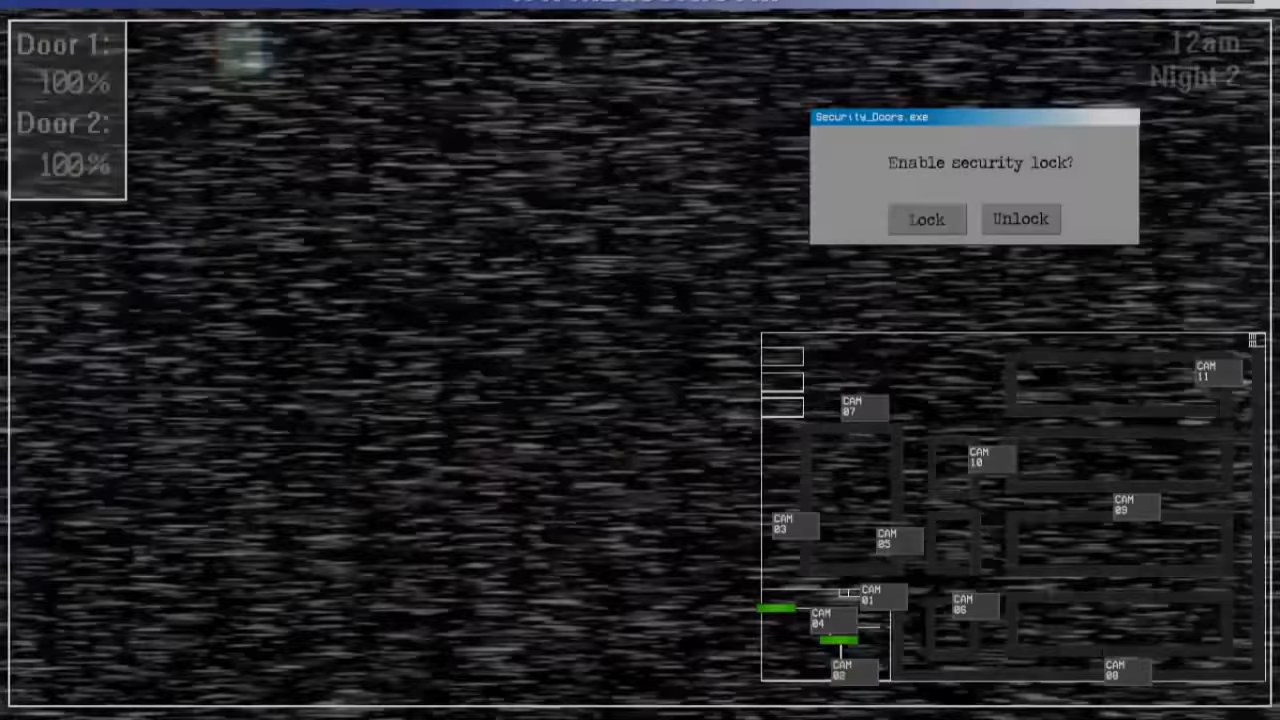 Door 1:
100%
Door 2:
100%
12am
Night 2
Security_Doors.exe
Enable security lock?
Lock
Unlock
CAM
11
CAM
07
CAM
10
CAM
09
CAM
03
CAM
05
CAM
01
CAM
06
CAM
04
CAM
02
CAM
08